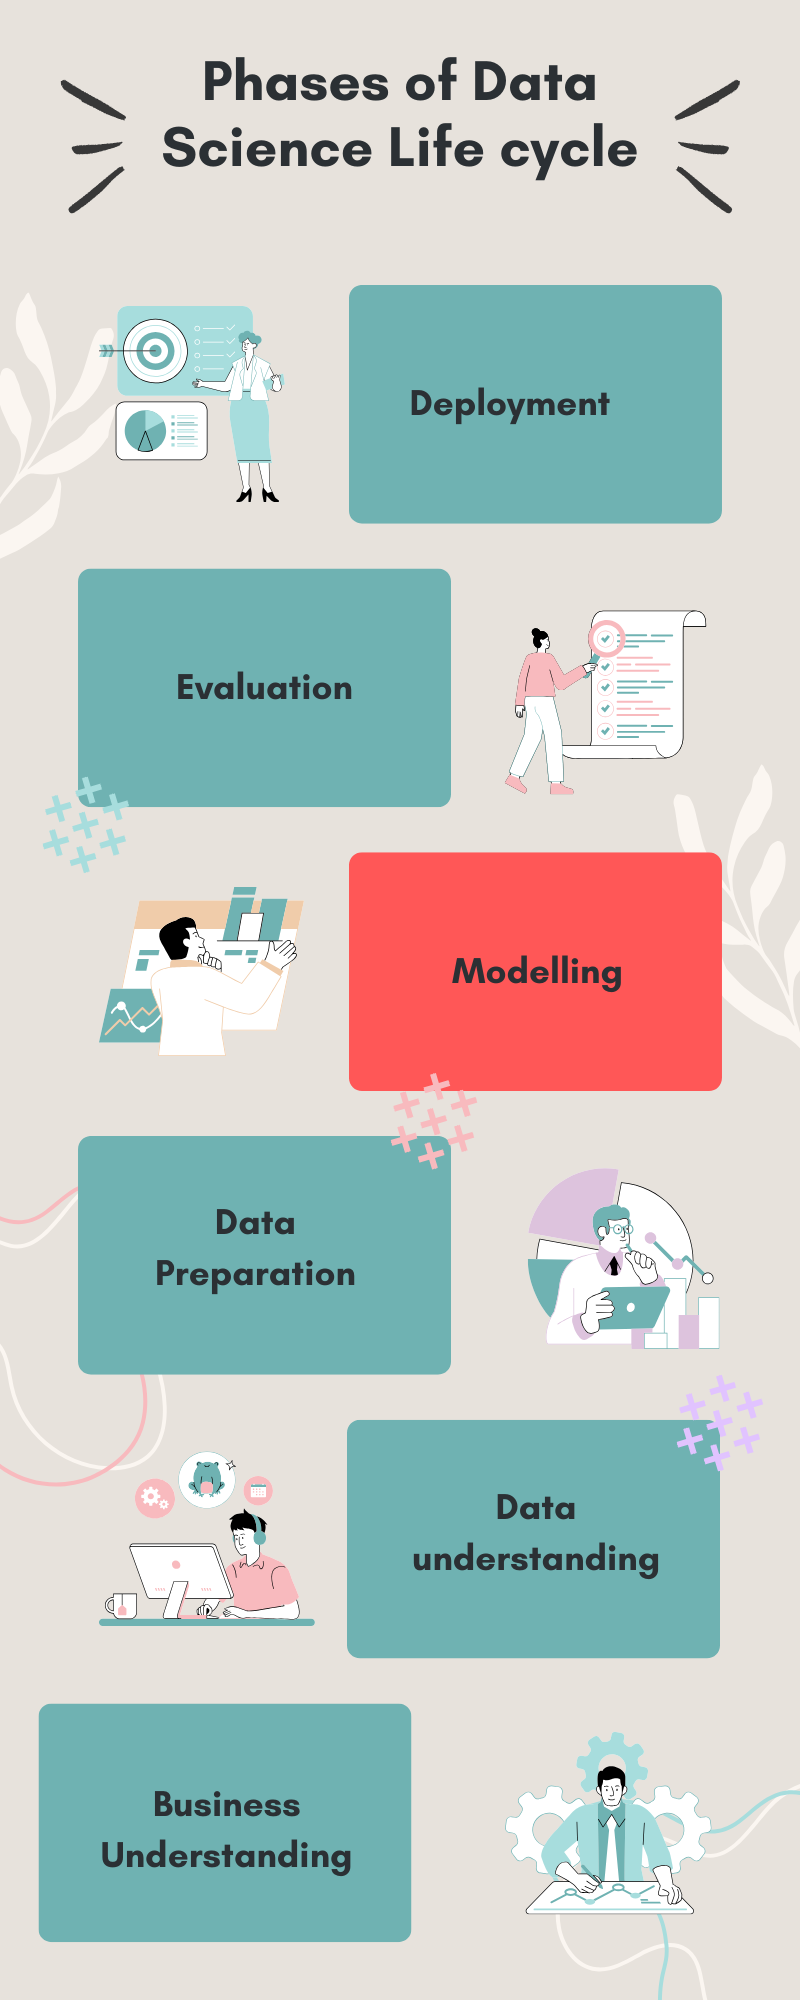 Phases of Data
Science Life cycle
Deployment
Evaluation
Modelling
Data
Preparation
Data
understanding
Business
Understanding